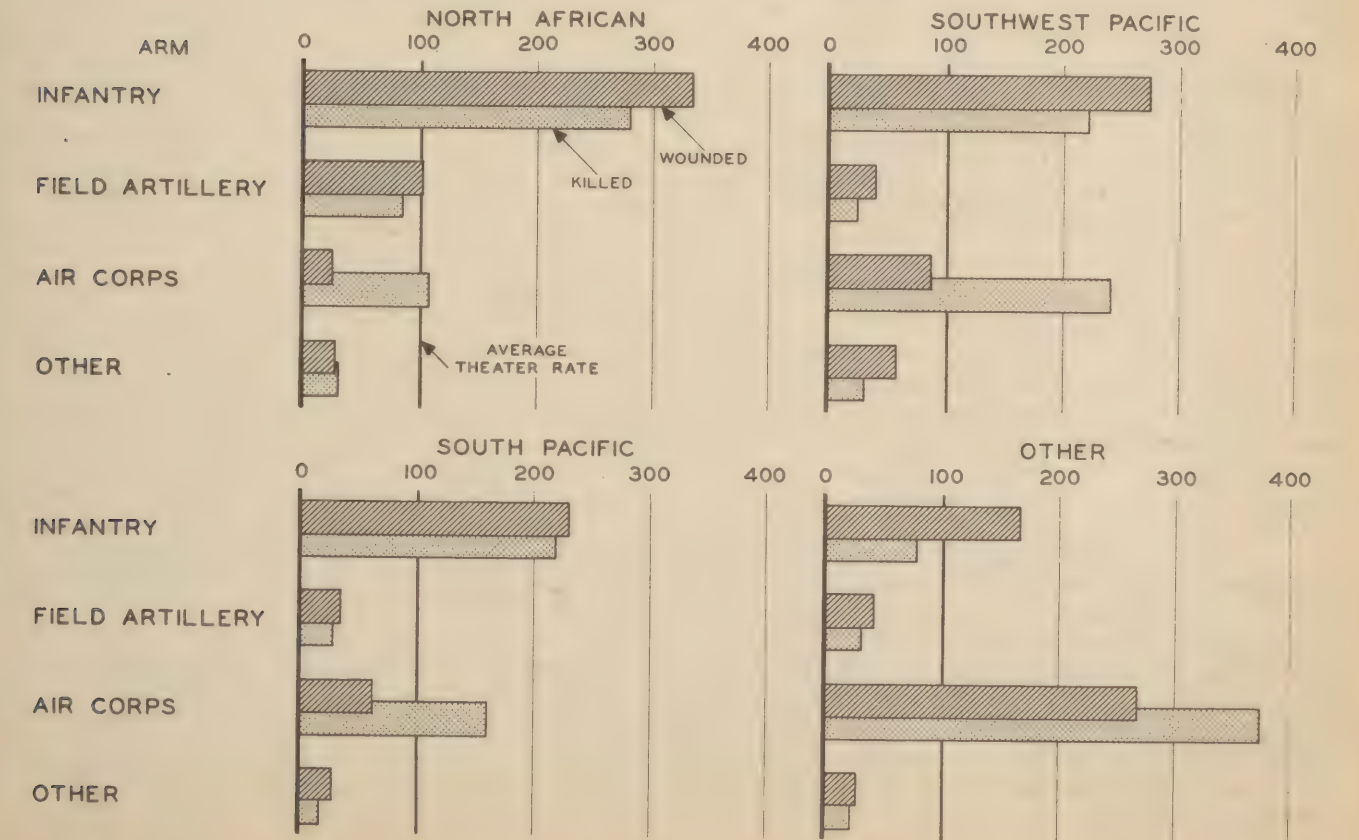 NORTH AFRICAN
SOUTHWEST PACIFIC
ARM
0 100 200 300 400
0 100 200 300 400
INFANTRY
WOUNDED
KILLED
FIELD ARTILLERY
AIR CORPS
AVERAGE
THEATER RATE
OTHER
SOUTH PACIFIC
OTHER
0 100 200 300 400
0 100 200 300 400
INFANTRY
FIELD ARTILLERY
AIR CORPS
OTHER